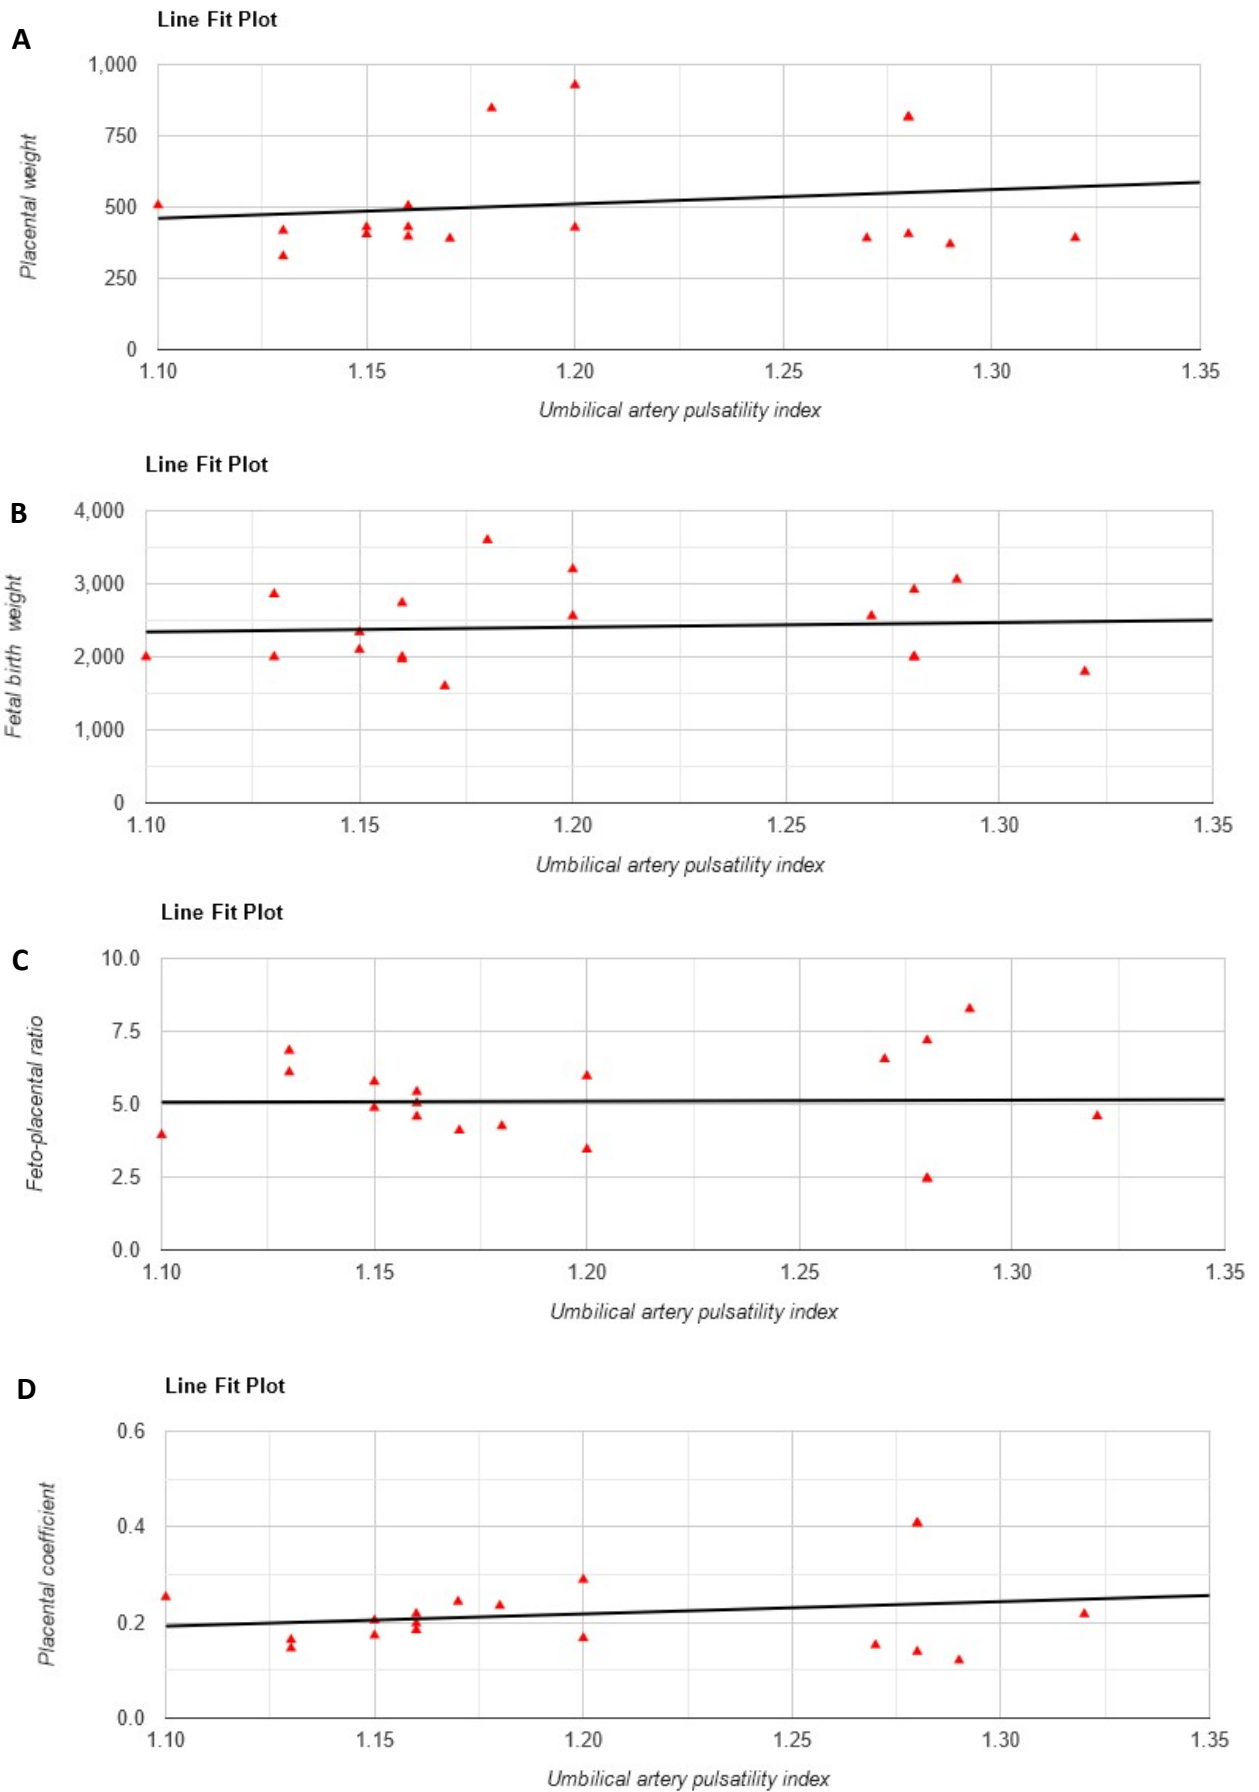 Line Fit Plot
A
1,000
750
500
250
0
Placental weight
1.10 1.15 1.20 1.25 1.30 1.35
Umbilical artery pulsatility index
Line Fit Plot
B
4,000
3,000
2,000
1,000
0
Fetal birth weight
1.10 1.15 1.20 1.25 1.30 1.35
Umbilical artery pulsatility index
Line Fit Plot
C
10.0
7.5
5.0
2.5
0.0
Feto-placental ratio
1.10 1.15 1.20 1.25 1.30 1.35
Umbilical artery pulsatility index
Line Fit Plot
D
0.6
0.4
0.2
0.0
Placental coefficient
1.10 1.15 1.20 1.25 1.30 1.35
Umbilical artery pulsatility index